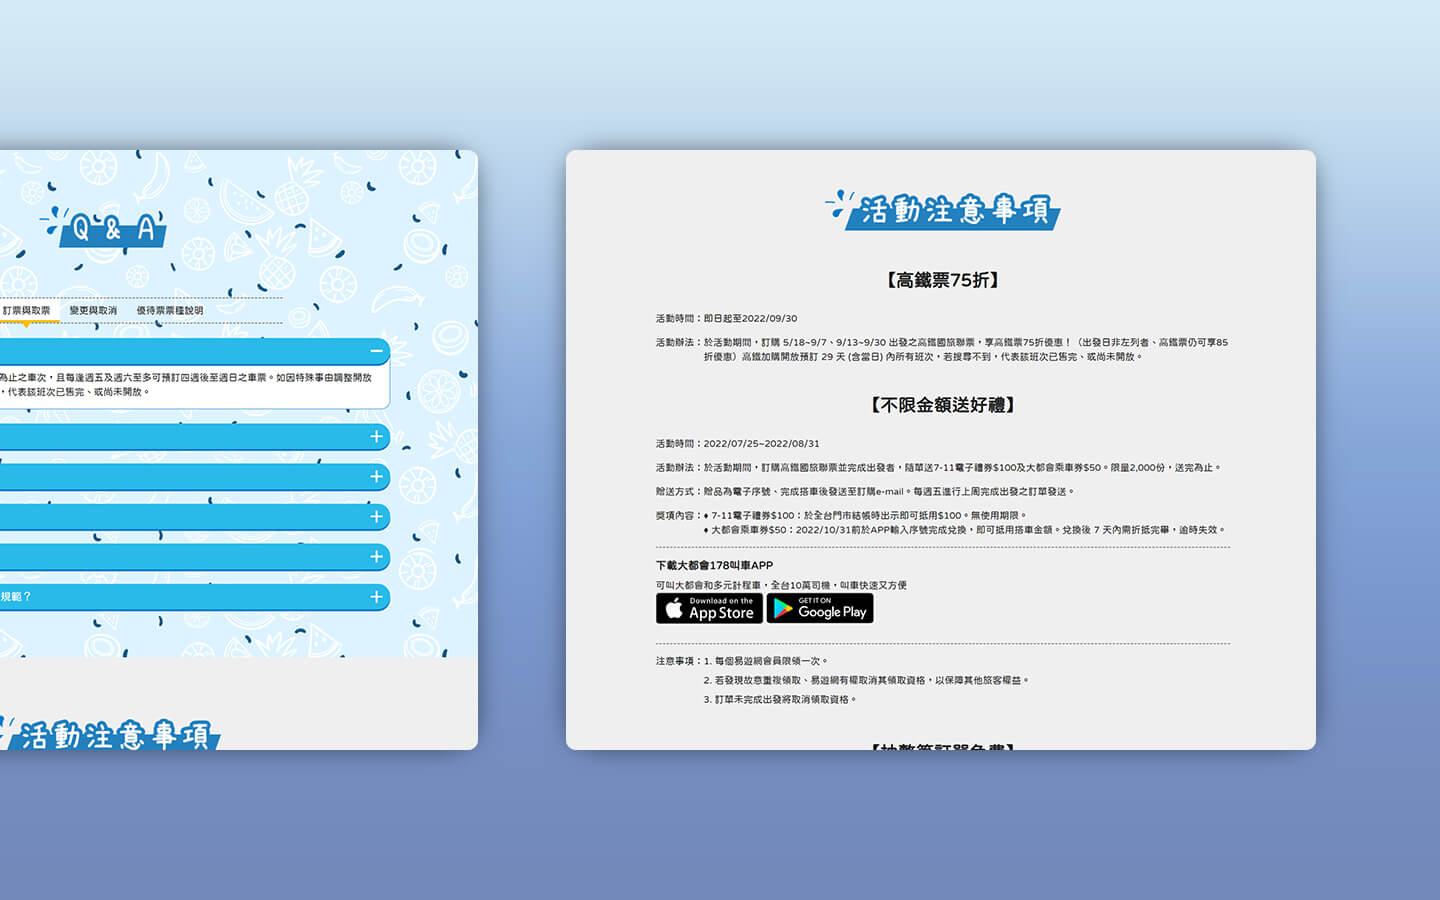 Q & A
訂票與取票 變更與取消 優待票票種說明
為止之車次，且每逢週五及週六至多可預訂四週後至週日之車票。如因特殊事由調整開放
，代表該班次已售完、或尚未開放。
規範？
活動注意事項
活動注意事項
【高鐵票75折】
活動時間：即日起至2022/09/30
活動辦法：於活動期間，訂購 5/18~9/7、9/13~9/30 出發之高鐵國旅聯票，享高鐵票75折優惠！（出發日非左列者、高鐵票仍可享85
折優惠）高鐵加購開放預訂 29 天 (含當日) 內所有班次，若搜尋不到，代表該班次已售完、或尚未開放。
【不限金額送好禮】
活動時間：2022/07/25~2022/08/31
活動辦法：於活動期間，訂購高鐵國旅聯票並完成出發者，隨單送7-11電子禮券$100及大都會乘車券$50。限量2,000份，送完為止。
贈送方式：贈品為電子序號、完成搭車後發送至訂購e-mail。每週五進行上周完成出發之訂單發送。
獎項內容：♦ 7-11電子禮券$100：於全台門市結帳時出示即可抵用$100。無使用期限。
♦ 大都會乘車券$50：2022/10/31前於APP輸入序號完成兌換，即可抵用搭車金額。兌換後 7 天內需折抵完畢，逾時失效。
下載大都會178叫車APP
可叫大都會和多元計程車，全台10萬司機，叫車快速又方便
Download on the App Store GET IT ON Google Play
注意事項：1. 每個易遊網會員限領一次。
2. 若發現故意重複領取、易遊網有權取消其領取資格，以保障其他旅客權益。
3. 訂單未完成出發將取消領取資格。